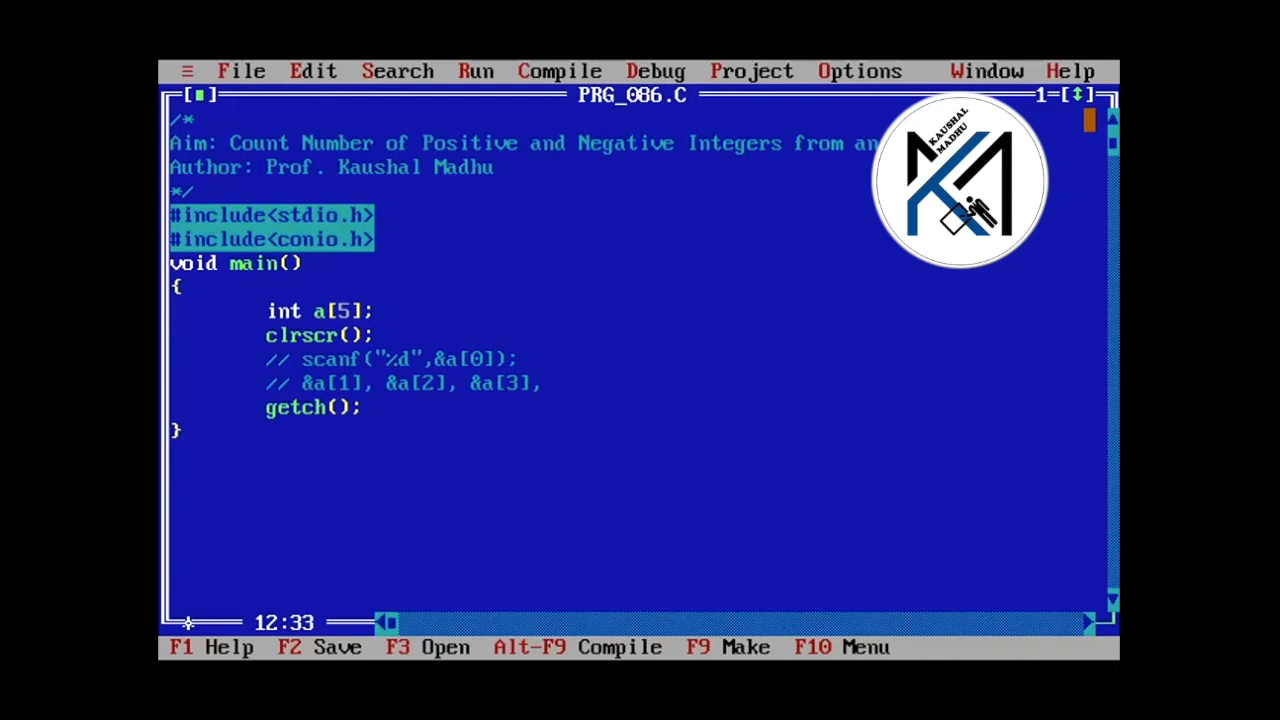 ≡ File Edit Search Run Compile Debug Project Options Window Help
[■] PRG_086.C 1=[↕]
/*
Aim: Count Number of Positive and Negative Integers from an
Author: Prof. Kaushal Madhu
*/
#include<stdio.h>
#include<conio.h>
void main()
{
int a[5];
clrscr();
// scanf("%d",&a[0]);
// &a[1], &a[2], &a[3],
getch();
}
12:33
F1 Help F2 Save F3 Open Alt-F9 Compile F9 Make F10 Menu
KAUSHAL
MADHU